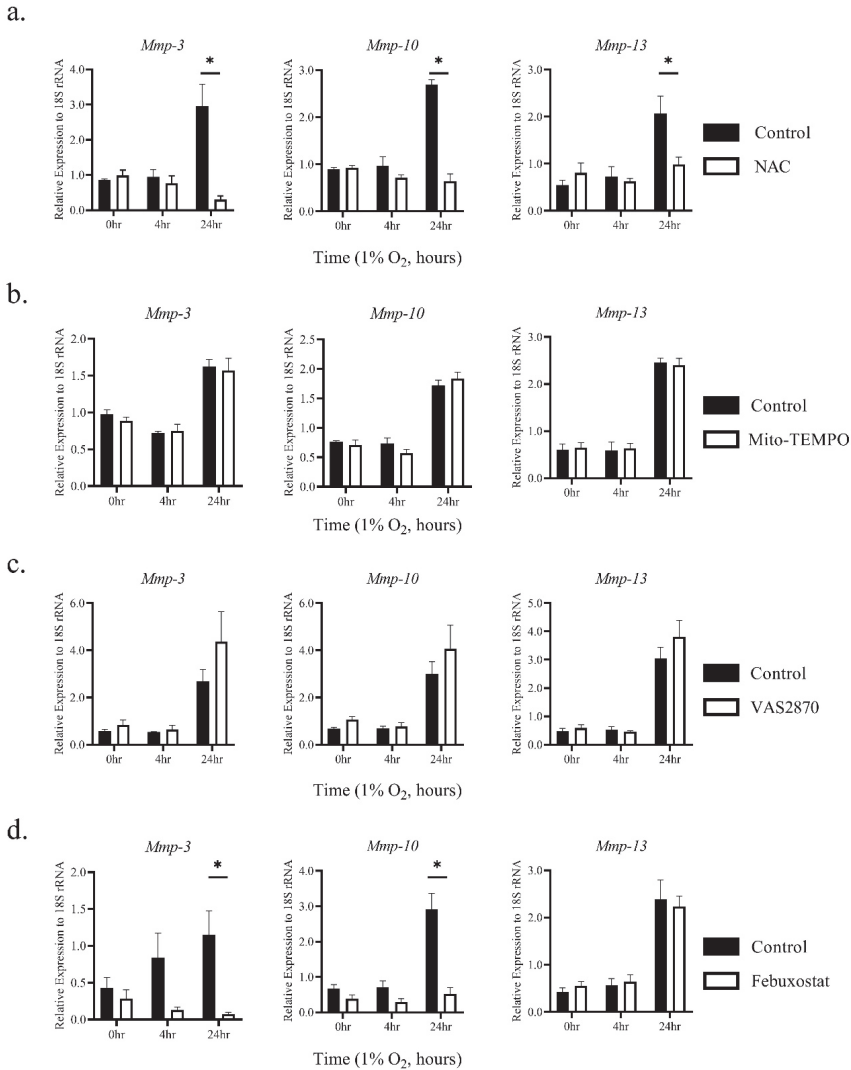 a.
Mmp-3
Mmp-10
Mmp-13
Relative Expression to 18S rRNA
4.0
3.0
2.0
1.0
0.0
*
0hr 4hr 24hr
Relative Expression to 18S rRNA
3.0
2.0
1.0
0.0
*
0hr 4hr 24hr
Relative Expression to 18S rRNA
3.0
2.0
1.0
0.0
*
0hr 4hr 24hr
Control
NAC
Time (1% O₂, hours)
b.
Mmp-3
Mmp-10
Mmp-13
Relative Expression to 18S rRNA
2.0
1.5
1.0
0.5
0.0
0hr 4hr 24hr
Relative Expression to 18S rRNA
2.5
2.0
1.5
1.0
0.5
0.0
0hr 4hr 24hr
Relative Expression to 18S rRNA
3.0
2.0
1.0
0.0
0hr 4hr 24hr
Control
Mito-TEMPO
Time (1% O₂, hours)
c.
Mmp-3
Mmp-10
Mmp-13
Relative Expression to 18S rRNA
6.0
4.0
2.0
0.0
0hr 4hr 24hr
Relative Expression to 18S rRNA
6.0
4.0
2.0
0.0
0hr 4hr 24hr
Relative Expression to 18S rRNA
5.0
4.0
3.0
2.0
1.0
0.0
0hr 4hr 24hr
Control
VAS2870
Time (1% O₂, hours)
d.
Mmp-3
Mmp-10
Mmp-13
Relative Expression to 18S rRNA
2.0
1.5
1.0
0.5
0.0
*
0hr 4hr 24hr
Relative Expression to 18S rRNA
4.0
3.0
2.0
1.0
0.0
*
0hr 4hr 24hr
Relative Expression to 18S rRNA
3.0
2.0
1.0
0.0
0hr 4hr 24hr
Control
Febuxostat
Time (1% O₂, hours)